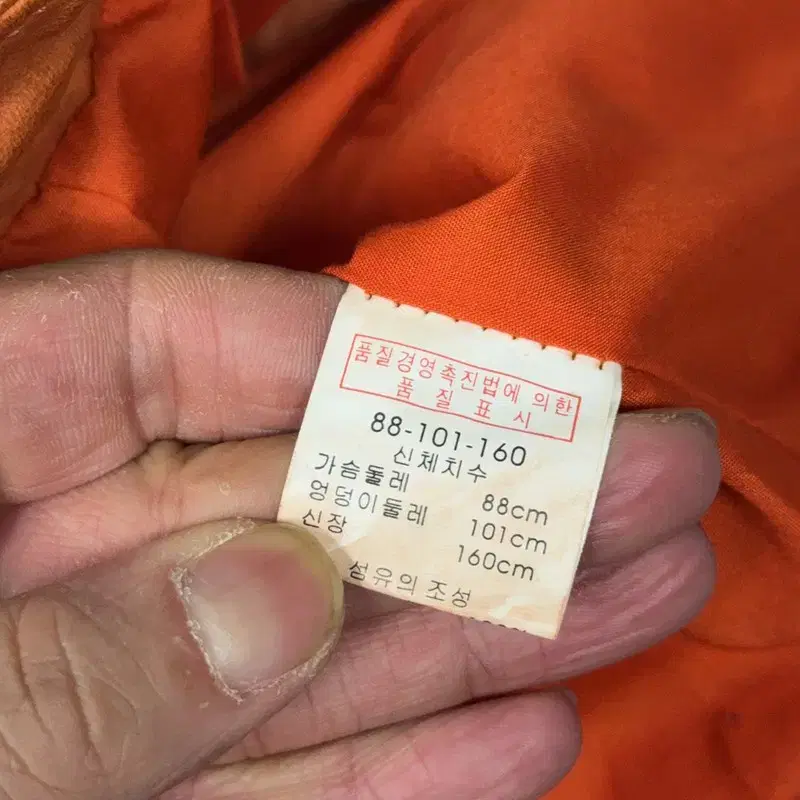 품질경영촉진법에 의한
품 질 표 시
88-101-160
신체치수
가슴둘레 88cm
엉덩이둘레 101cm
신장 160cm
섬유의 조성